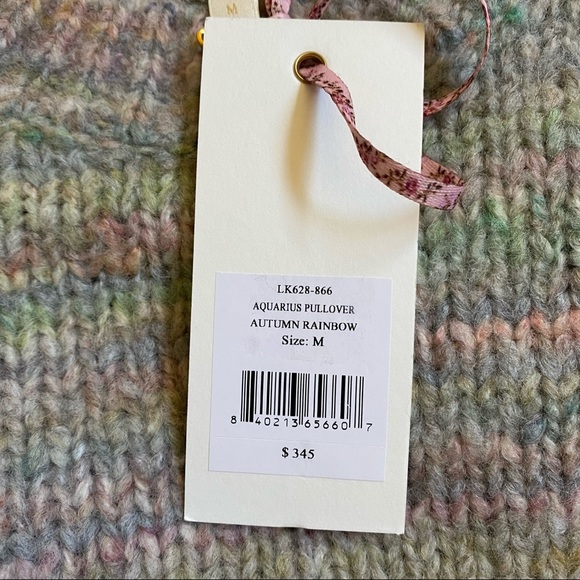 M
LK628-866
AQUARIUS PULLOVER
AUTUMN RAINBOW
Size: M
8 40213 65660 7
$ 345